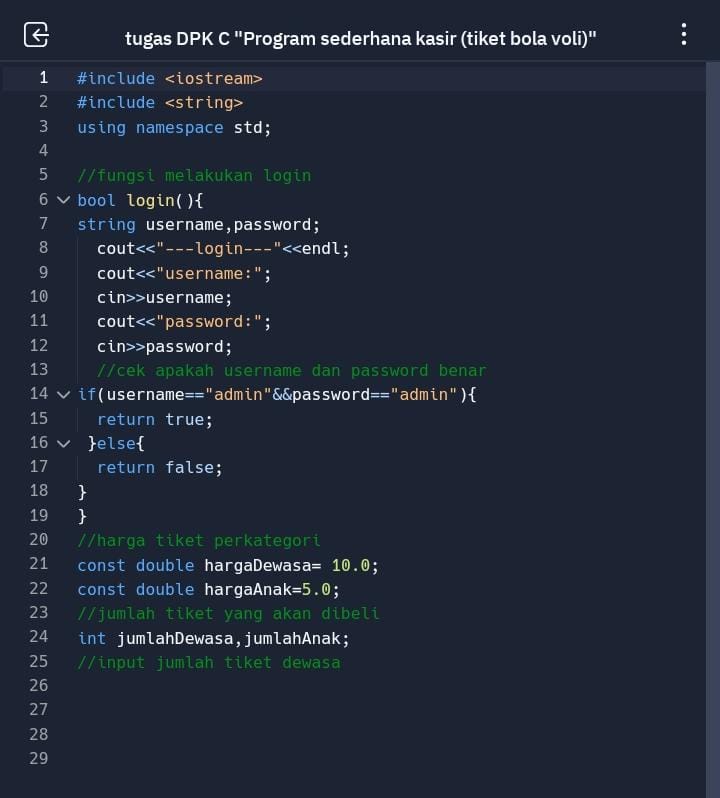 tugas DPK C "Program sederhana kasir (tiket bola voli)"
1 #include <iostream>
2 #include <string>
3 using namespace std;
4
5 //fungsi melakukan login
6 bool login(){
7 string username,password;
8 cout<<"---login---"<<endl;
9 cout<<"username:";
10 cin>>username;
11 cout<<"password:";
12 cin>>password;
13 //cek apakah username dan password benar
14 if(username=="admin"&&password=="admin"){
15 return true;
16 }else{
17 return false;
18 }
19 }
20 //harga tiket perkategori
21 const double hargaDewasa= 10.0;
22 const double hargaAnak=5.0;
23 //jumlah tiket yang akan dibeli
24 int jumlahDewasa,jumlahAnak;
25 //input jumlah tiket dewasa
26
27
28
29